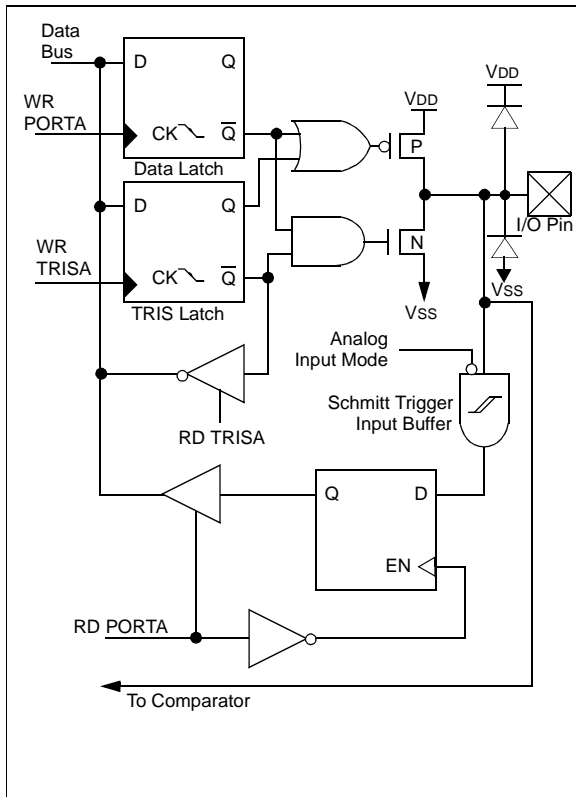 Data
Bus
D
Q
VDD
VDD
WR
PORTA
CK
Q
P
Data Latch
D
Q
I/O Pin
WR
TRISA
N
CK
Q
VSS
VSS
TRIS Latch
Analog
Input Mode
Schmitt Trigger
Input Buffer
RD TRISA
Q
D
EN
RD PORTA
To Comparator